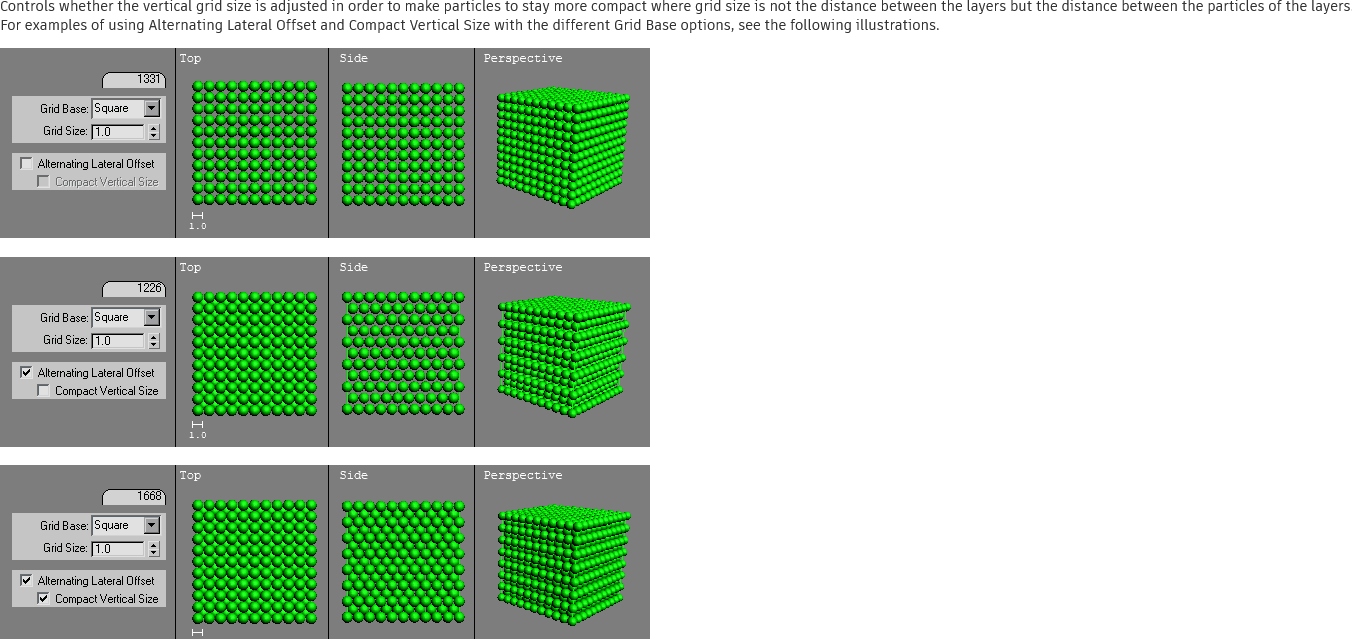 Controls whether the vertical grid size is adjusted in order to make particles to stay more compact where grid size is not the distance between the layers but the distance between the particles of the layers
For examples of using Alternating Lateral Offset and Compact Vertical Size with the different Grid Base options, see the following illustrations.
Top Side Perspective
1331
Grid Base: Square
Grid Size: 1.0
Alternating Lateral Offset
Compact Vertical Size
1.0
Top Side Perspective
1226
Grid Base: Square
Grid Size: 1.0
Alternating Lateral Offset
Compact Vertical Size
1.0
Top Side Perspective
1668
Grid Base: Square
Grid Size: 1.0
Alternating Lateral Offset
Compact Vertical Size